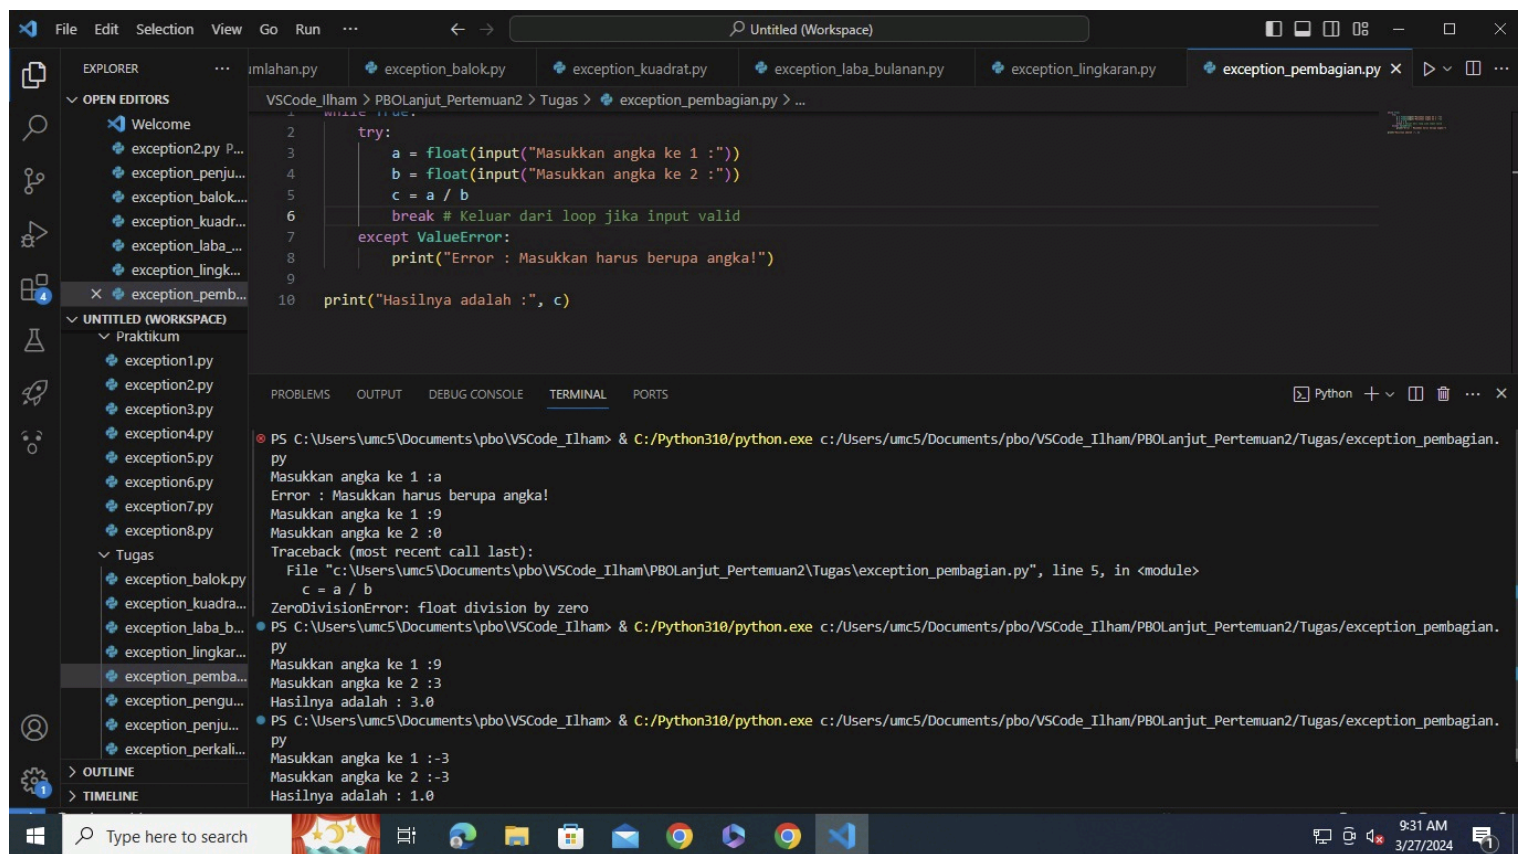 File Edit Selection View Go Run ··· ← → Untitled (Workspace)
EXPLORER ··· umlahan.py exception_balok.py exception_kuadrat.py exception_laba_bulanan.py exception_lingkaran.py exception_pembagian.py
OPEN EDITORS
Welcome
exception2.py P...
exception_penju...
exception_balok....
exception_kuadr...
exception_laba_...
exception_lingk...
exception_pemb...
UNTITLED (WORKSPACE)
Praktikum
exception1.py
exception2.py
exception3.py
exception4.py
exception5.py
exception6.py
exception7.py
exception8.py
Tugas
exception_balok.py
exception_kuadra...
exception_laba_b...
exception_lingkar...
exception_pemba...
exception_pengu...
exception_penju...
exception_perkali...
OUTLINE
TIMELINE
4
1
VSCode_Ilham > PBOLanjut_Pertemuan2 > Tugas > exception_pembagian.py > ...
1 while True:
2 try:
3 a = float(input("Masukkan angka ke 1 :"))
4 b = float(input("Masukkan angka ke 2 :"))
5 c = a / b
6 break # Keluar dari loop jika input valid
7 except ValueError:
8 print("Error : Masukkan harus berupa angka!")
9
10 print("Hasilnya adalah :", c)
PROBLEMS OUTPUT DEBUG CONSOLE TERMINAL PORTS Python
PS C:\Users\umc5\Documents\pbo\VSCode_Ilham> & C:/Python310/python.exe c:/Users/umc5/Documents/pbo/VSCode_Ilham/PBOLanjut_Pertemuan2/Tugas/exception_pembagian.
py
Masukkan angka ke 1 :a
Error : Masukkan harus berupa angka!
Masukkan angka ke 1 :9
Masukkan angka ke 2 :0
Traceback (most recent call last):
File "c:\Users\umc5\Documents\pbo\VSCode_Ilham\PBOLanjut_Pertemuan2\Tugas\exception_pembagian.py", line 5, in <module>
c = a / b
ZeroDivisionError: float division by zero
PS C:\Users\umc5\Documents\pbo\VSCode_Ilham> & C:/Python310/python.exe c:/Users/umc5/Documents/pbo/VSCode_Ilham/PBOLanjut_Pertemuan2/Tugas/exception_pembagian.
py
Masukkan angka ke 1 :9
Masukkan angka ke 2 :3
Hasilnya adalah : 3.0
PS C:\Users\umc5\Documents\pbo\VSCode_Ilham> & C:/Python310/python.exe c:/Users/umc5/Documents/pbo/VSCode_Ilham/PBOLanjut_Pertemuan2/Tugas/exception_pembagian.
py
Masukkan angka ke 1 :-3
Masukkan angka ke 2 :-3
Hasilnya adalah : 1.0
Type here to search
9:31 AM
3/27/2024
1